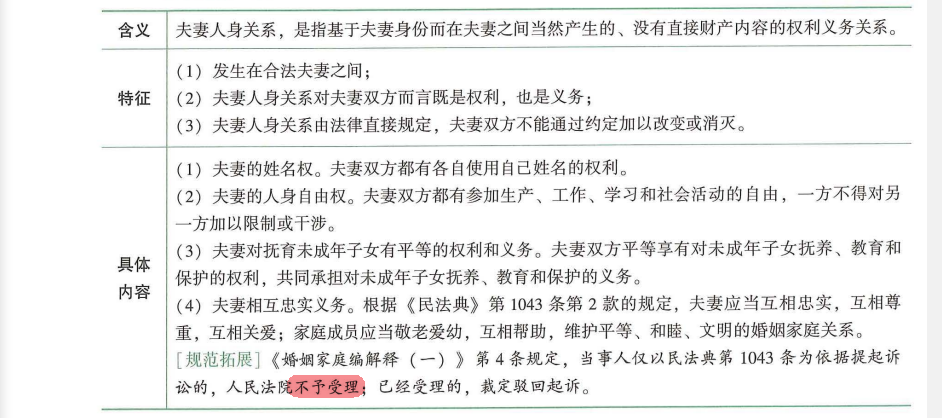 含义
夫妻人身关系，是指基于夫妻身份而在夫妻之间当然产生的、没有直接财产内容的权利义务关系。
特征
（1）发生在合法夫妻之间；
（2）夫妻人身关系对夫妻双方而言既是权利，也是义务；
（3）夫妻人身关系由法律直接规定，夫妻双方不能通过约定加以改变或消灭。
具体
内容
（1）夫妻的姓名权。夫妻双方都有各自使用自己姓名的权利。
（2）夫妻的人身自由权。夫妻双方都有参加生产、工作、学习和社会活动的自由，一方不得对另
一方加以限制或干涉。
（3）夫妻对抚育未成年子女有平等的权利和义务。夫妻双方平等享有对未成年子女抚养、教育和
保护的权利，共同承担对未成年子女抚养、教育和保护的义务。
（4）夫妻相互忠实义务。根据《民法典》第 1043 条第 2 款的规定，夫妻应当互相忠实，互相尊
重，互相关爱；家庭成员应当敬老爱幼，互相帮助，维护平等、和睦、文明的婚姻家庭关系。
［规范拓展］《婚姻家庭编解释（一）》第 4 条规定，当事人仅以民法典第 1043 条为依据提起诉
讼的，人民法院不予受理；已经受理的，裁定驳回起诉。